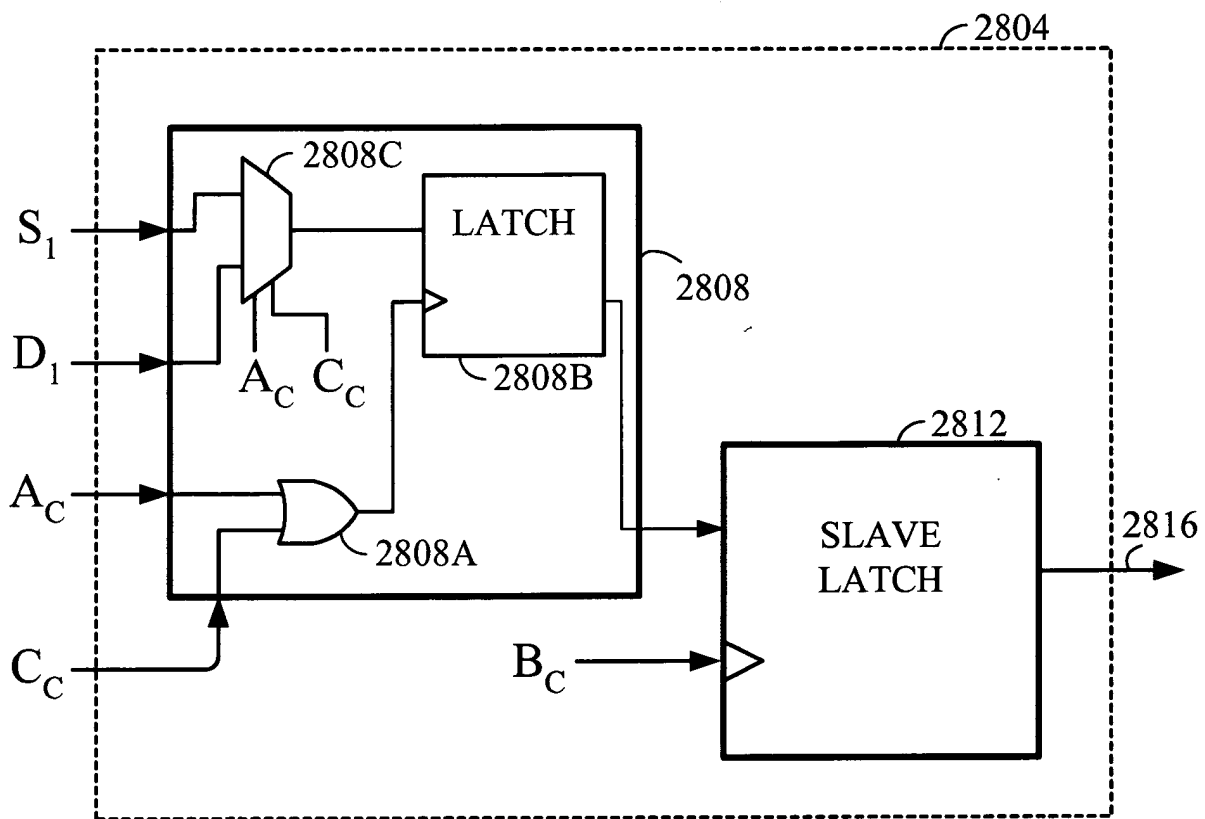 2804
2808C
S1
LATCH
2808
D1
AC CC
2808B
2812
AC
2816
SLAVE
LATCH
2808A
CC
BC